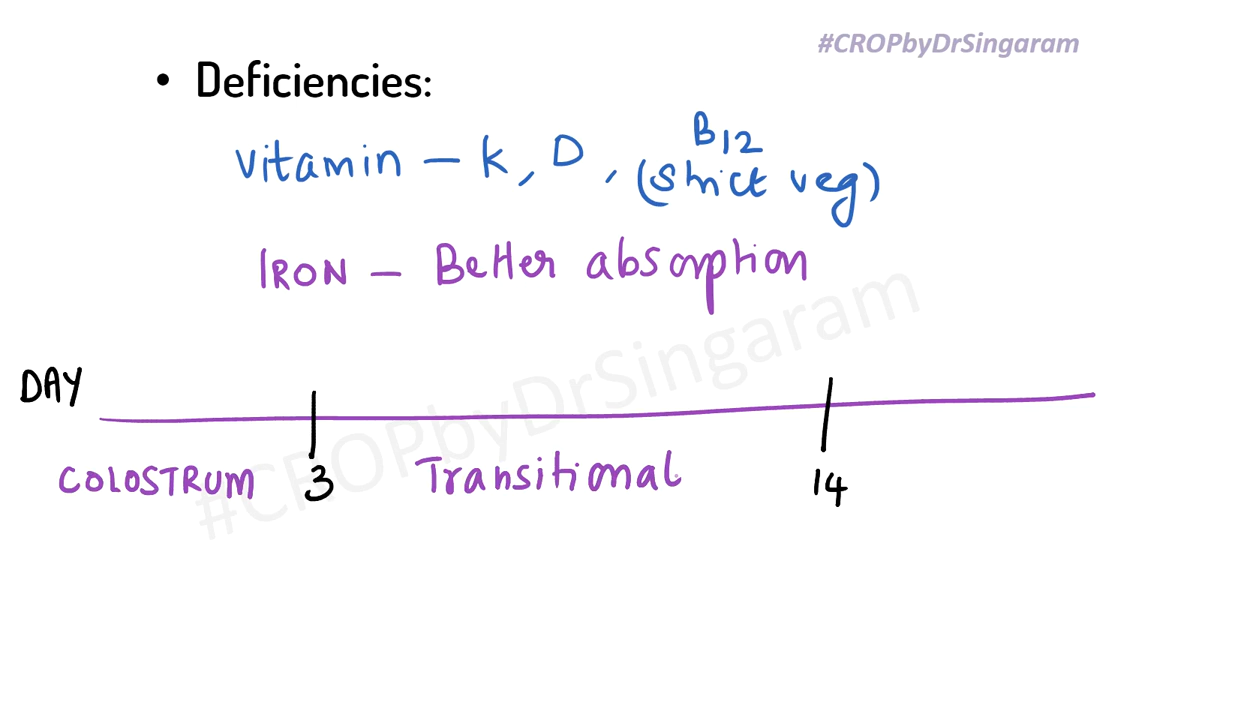 #CROPbyDrSingaram
• Deficiencies:
Vitamin – K, D, B12 (strict veg)
IRON – Better absorption
DAY
COLOSTRUM 3 Transitional 14
#CROPbyDrSingaram